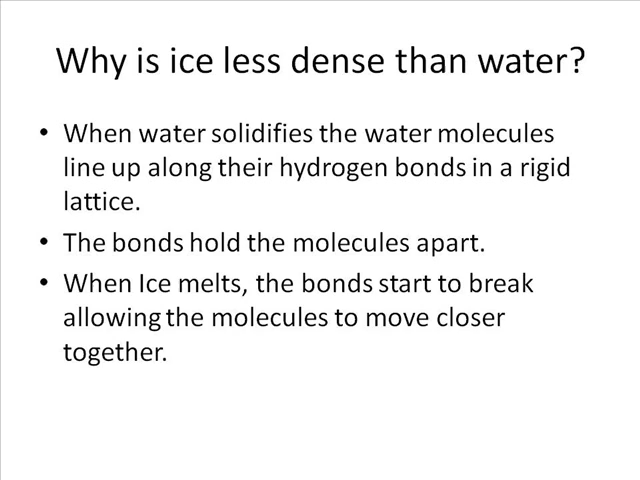 Why is ice less dense than water?
• When water solidifies the water molecules
line up along their hydrogen bonds in a rigid
lattice.
• The bonds hold the molecules apart.
• When Ice melts, the bonds start to break
allowing the molecules to move closer
together.